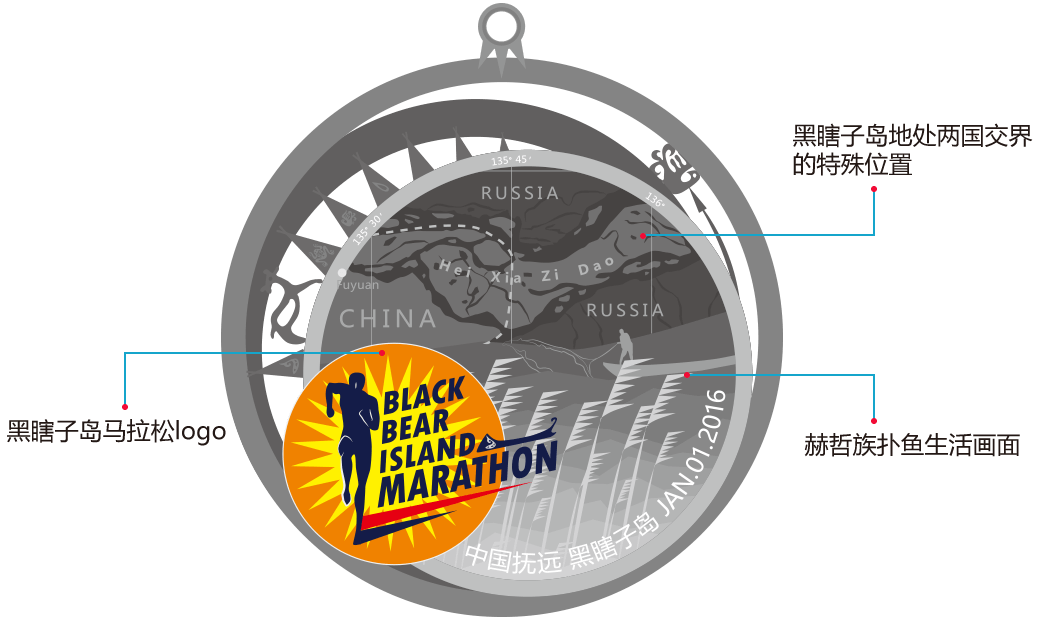 黑瞎子岛地处两国交界
的特殊位置
135° 45'
RUSSIA
136°
135° 30'
Hei Xia Zi Dao
Fuyuan
RUSSIA
CHINA
BLACK
BEAR
ISLAND
MARATHON
黑瞎子岛马拉松logo
赫哲族扑鱼生活画面
中国抚远 黑瞎子岛 JAN.01.2016